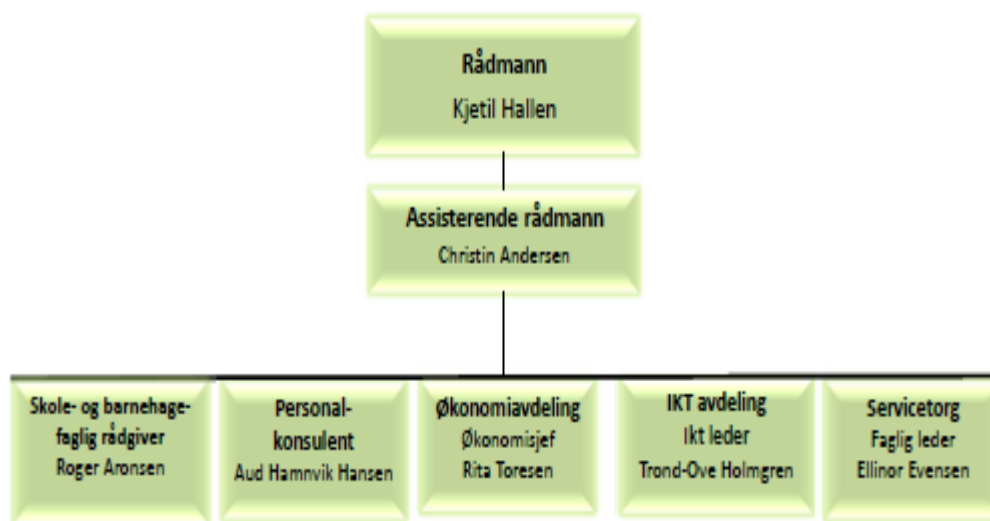 Rådmann
Kjetil Hallen
Assisterende rådmann
Christin Andersen
Skole- og barnehage-
faglig rådgiver
Roger Aronsen
Personal-
konsulent
Aud Hamnvik Hansen
Økonomiavdeling
Økonomisjef
Rita Toresen
IKT avdeling
Ikt leder
Trond-Ove Holmgren
Servicetorg
Faglig leder
Ellinor Evensen